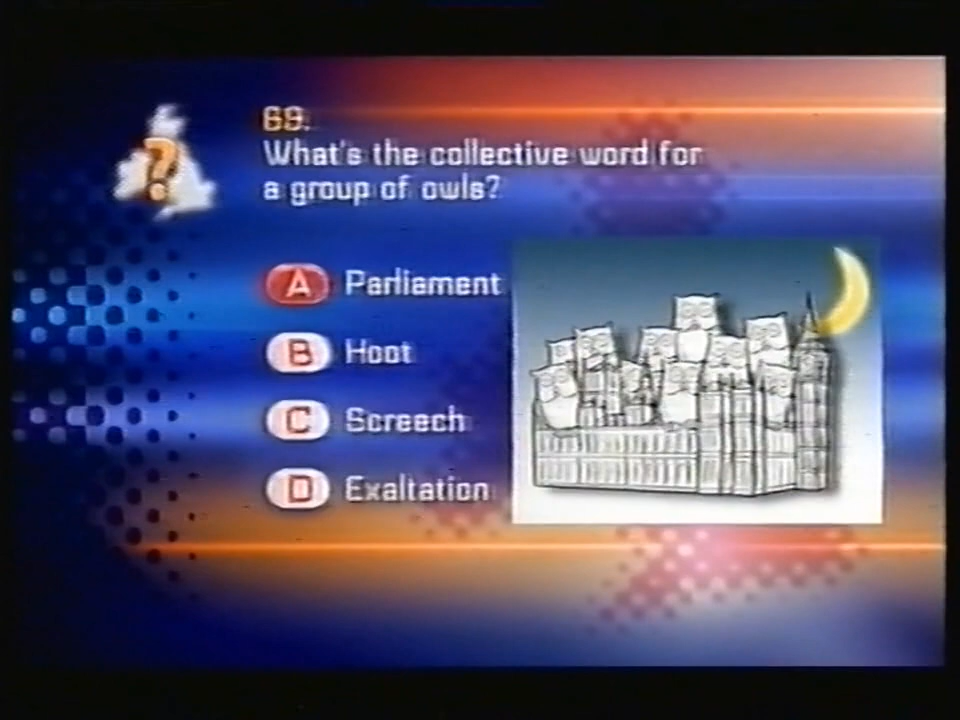 ?
69.
What's the collective word for
a group of owls?
A Parliament
B Hoot
C Screech
D Exaltation